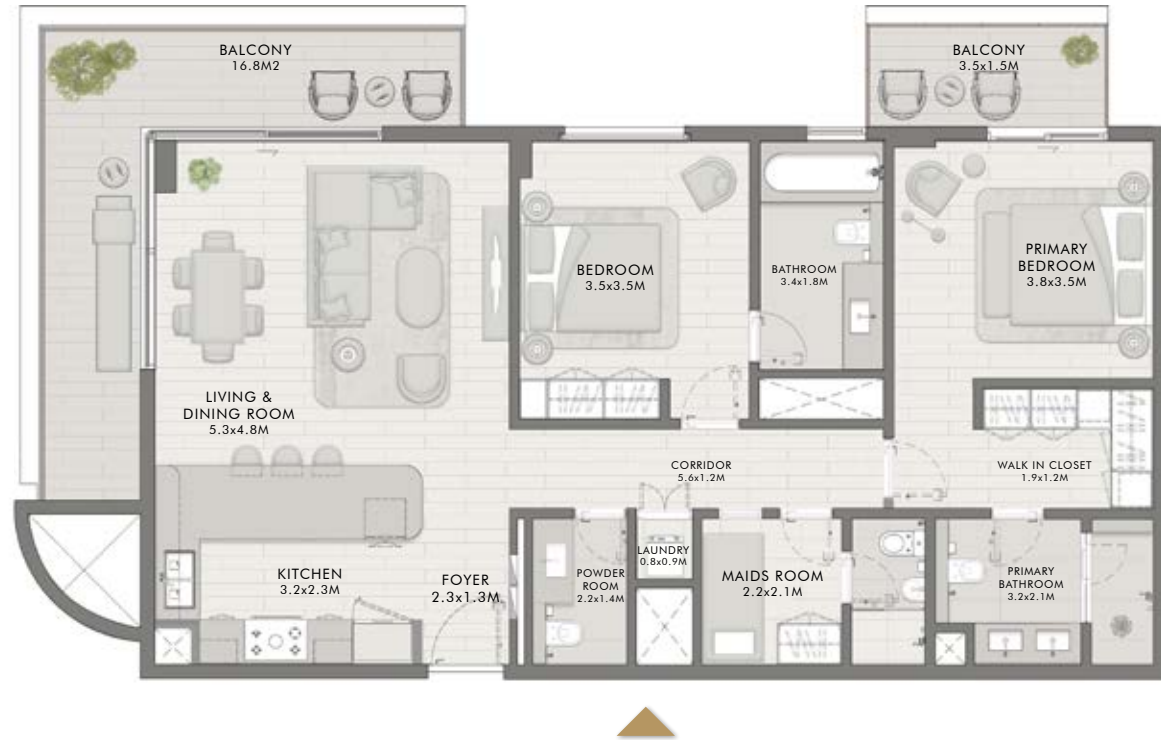 BALCONY
16.8M2
BALCONY
3.5x1.5M
BEDROOM
3.5x3.5M
BATHROOM
3.4x1.8M
PRIMARY
BEDROOM
3.8x3.5M
LIVING &
DINING ROOM
5.3x4.8M
CORRIDOR
5.6x1.2M
WALK IN CLOSET
1.9x1.2M
KITCHEN
3.2x2.3M
FOYER
2.3x1.3M
POWDER
ROOM
2.2x1.4M
LAUNDRY
0.8x0.9M
MAIDS ROOM
2.2x2.1M
PRIMARY
BATHROOM
3.2x2.1M